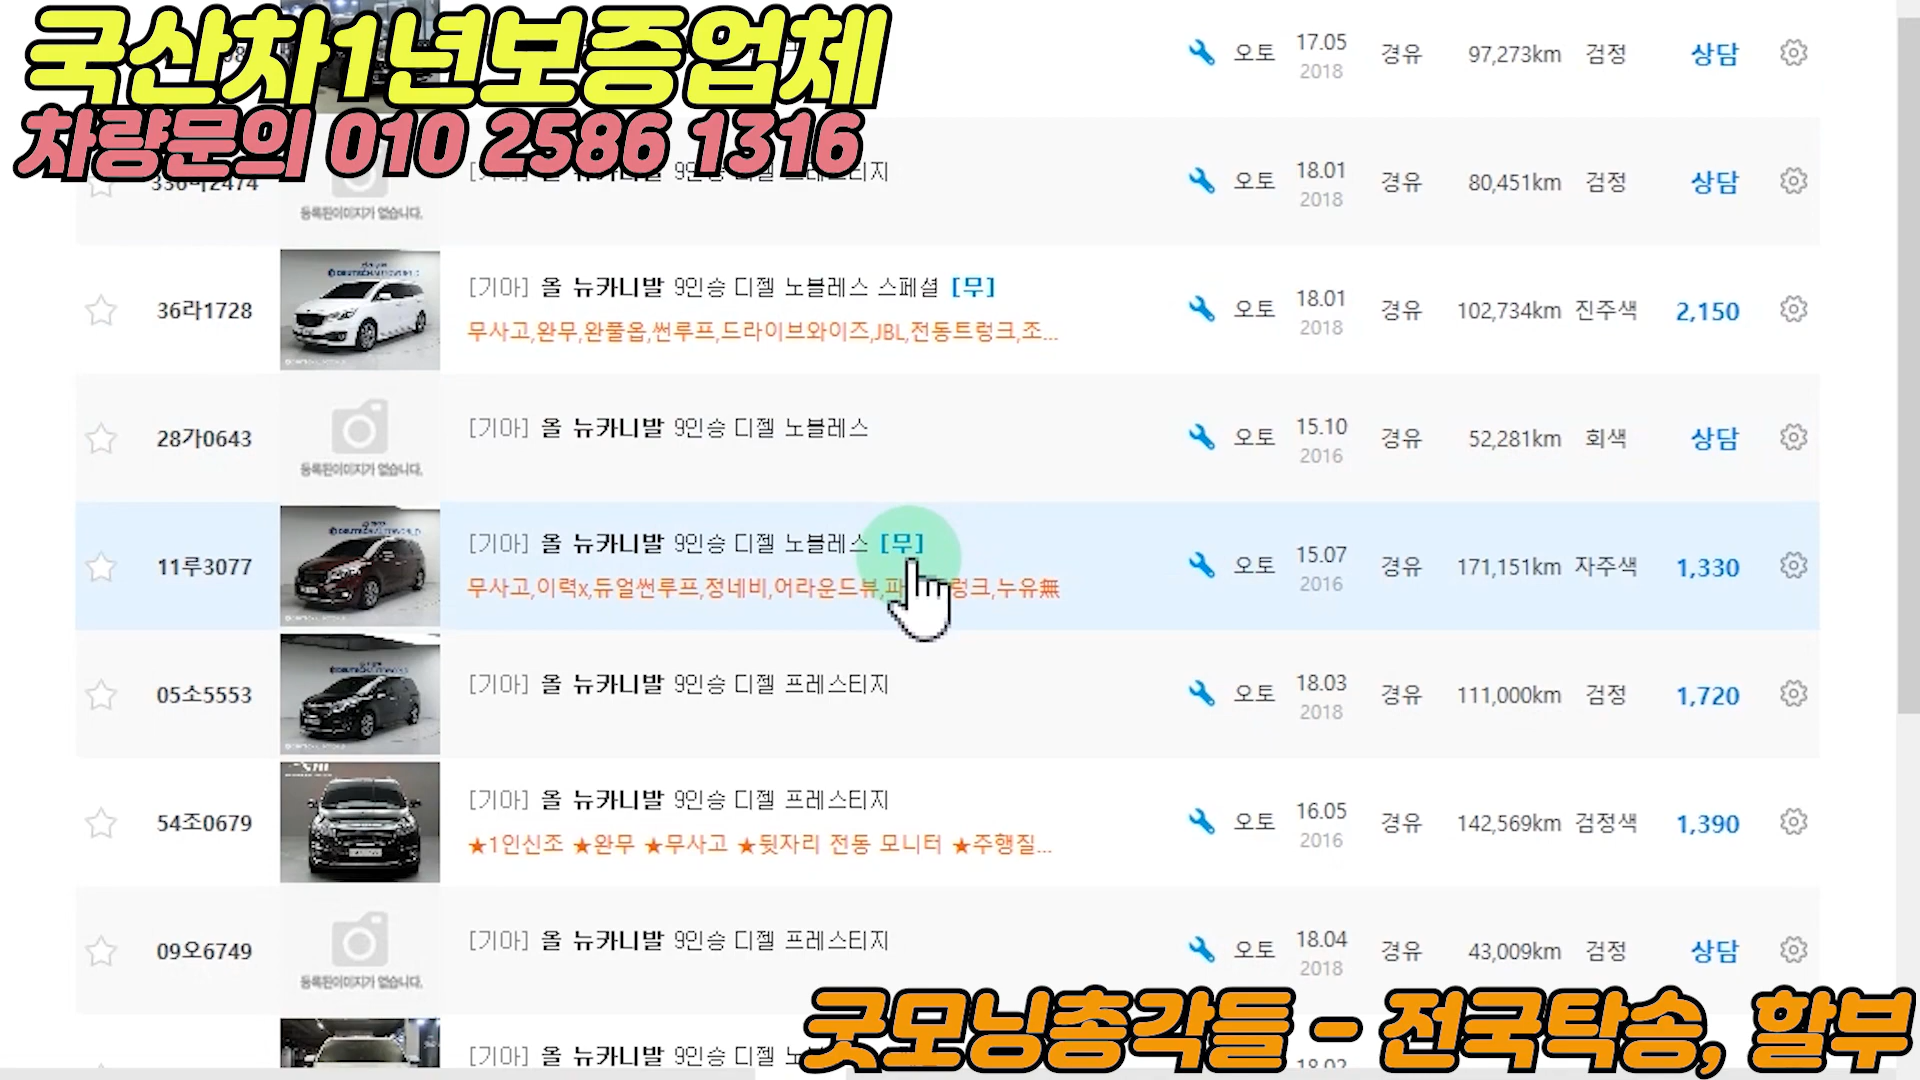 국산차1년보증업체
차량문의 010 2586 1316
오토 17.05 2018 경유 97,273km 검정 상담
[기아] 올 뉴카니발 9인승 디젤 프레스티지
등록된이미지가 없습니다.
오토 18.01 2018 경유 80,451km 검정 상담
36라1728
[기아] 올 뉴카니발 9인승 디젤 노블레스 스페셜 [무]
무사고,완무,완풀옵,썬루프,드라이브와이즈,JBL,전동트렁크,조...
오토 18.01 2018 경유 102,734km 진주색 2,150
28가0643
등록된이미지가 없습니다.
[기아] 올 뉴카니발 9인승 디젤 노블레스
오토 15.10 2016 경유 52,281km 회색 상담
11루3077
[기아] 올 뉴카니발 9인승 디젤 노블레스 [무]
무사고,이력x,듀얼썬루프,정네비,어라운드뷰,파 렁크,누유無
오토 15.07 2016 경유 171,151km 자주색 1,330
05소5553
[기아] 올 뉴카니발 9인승 디젤 프레스티지
오토 18.03 2018 경유 111,000km 검정 1,720
54조0679
[기아] 올 뉴카니발 9인승 디젤 프레스티지
★1인신조 ★완무 ★무사고 ★뒷자리 전동 모니터 ★주행질...
오토 16.05 2016 경유 142,569km 검정색 1,390
09오6749
등록된이미지가 없습니다.
[기아] 올 뉴카니발 9인승 디젤 프레스티지
오토 18.04 2018 경유 43,009km 검정 상담
[기아] 올 뉴카니발 9인승 디젤
굿모닝총각들 - 전국탁송, 할부